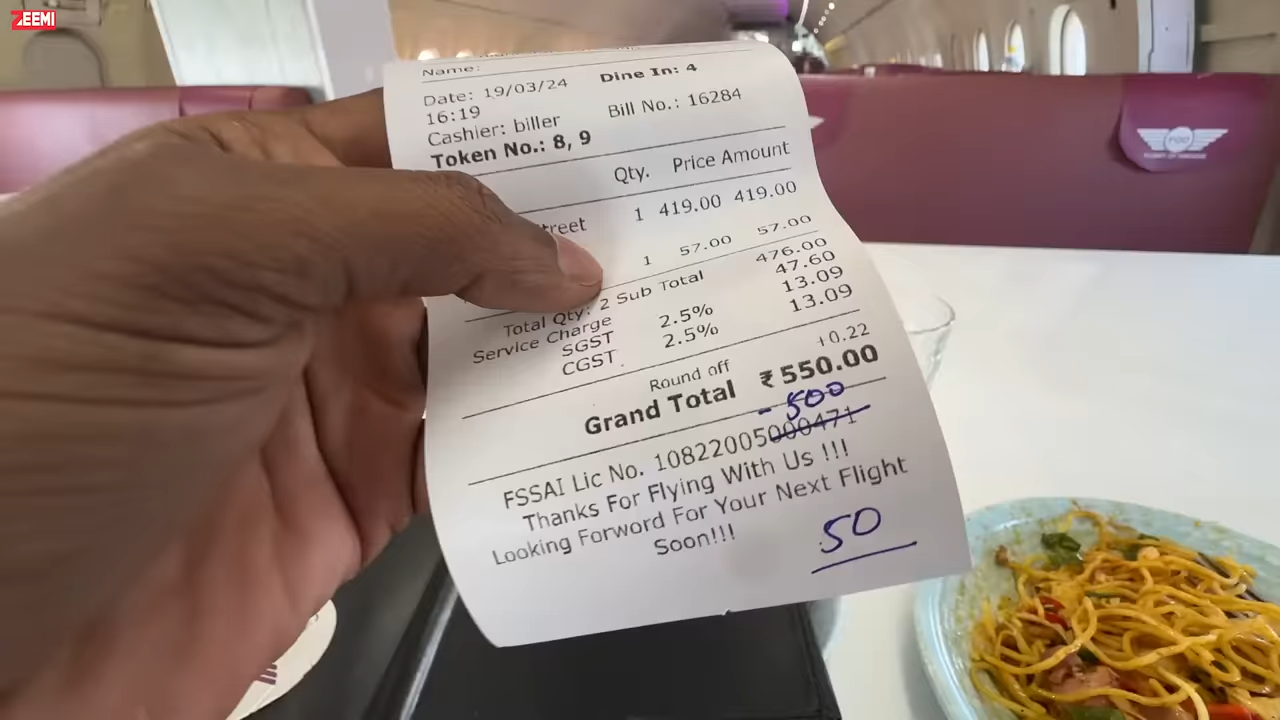 ZEEMI
Name:
Date: 19/03/24 Dine In: 4
16:19
Cashier: biller Bill No.: 16284
Token No.: 8, 9
Qty. Price Amount
treet 1 419.00 419.00
1 57.00 57.00
Total Qty: 2 Sub Total 476.00
Service Charge 47.60
SGST 2.5% 13.09
CGST 2.5% 13.09
Round off +0.22
Grand Total ₹550.00
- 500
FSSAI Lic No. 10822005000471
Thanks For Flying With Us !!!
Looking Forward For Your Next Flight
Soon!!!
50